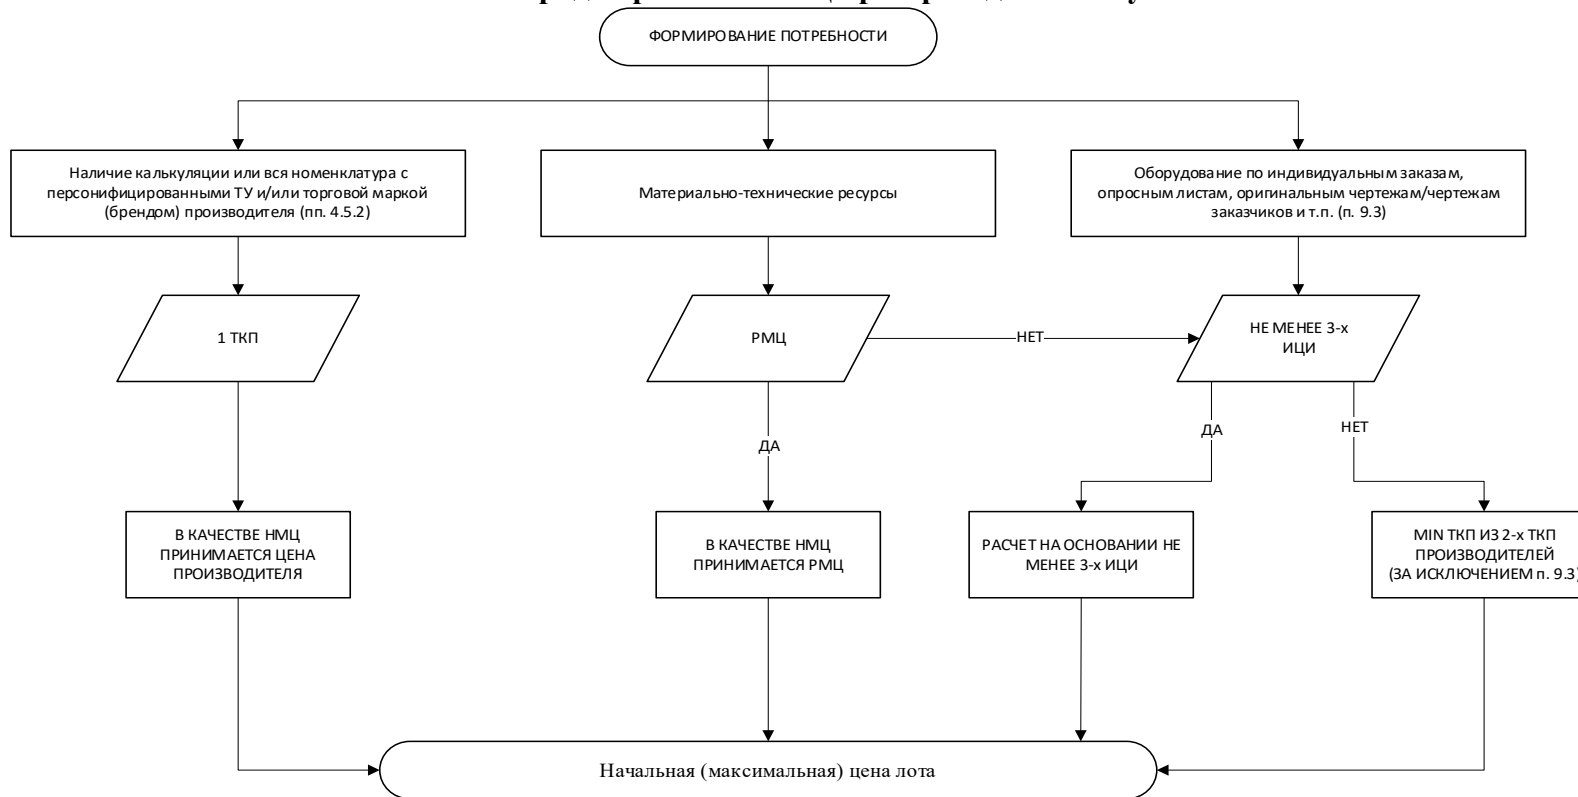 ФОРМИРОВАНИЕ ПОТРЕБНОСТИ
Наличие калькуляции или вся номенклатура с
персонифицированными ТУ и/или торговой маркой
(брендом) производителя (пп. 4.5.2)
Материально-технические ресурсы
Оборудование по индивидуальным заказам,
опросным листам, оригинальным чертежам/чертежам
заказчиков и т.п. (п. 9.3)
1 ТКП
РМЦ
НЕТ
НЕ МЕНЕЕ 3-х
ИЦИ
ДА
ДА
НЕТ
В КАЧЕСТВЕ НМЦ
ПРИНИМАЕТСЯ ЦЕНА
ПРОИЗВОДИТЕЛЯ
В КАЧЕСТВЕ НМЦ
ПРИНИМАЕТСЯ РМЦ
РАСЧЕТ НА ОСНОВАНИИ НЕ
МЕНЕЕ 3-х ИЦИ
MIN ТКП ИЗ 2-х ТКП
ПРОИЗВОДИТЕЛЕЙ
(ЗА ИСКЛЮЧЕНИЕМ п. 9.3)
Начальная (максимальная) цена лота